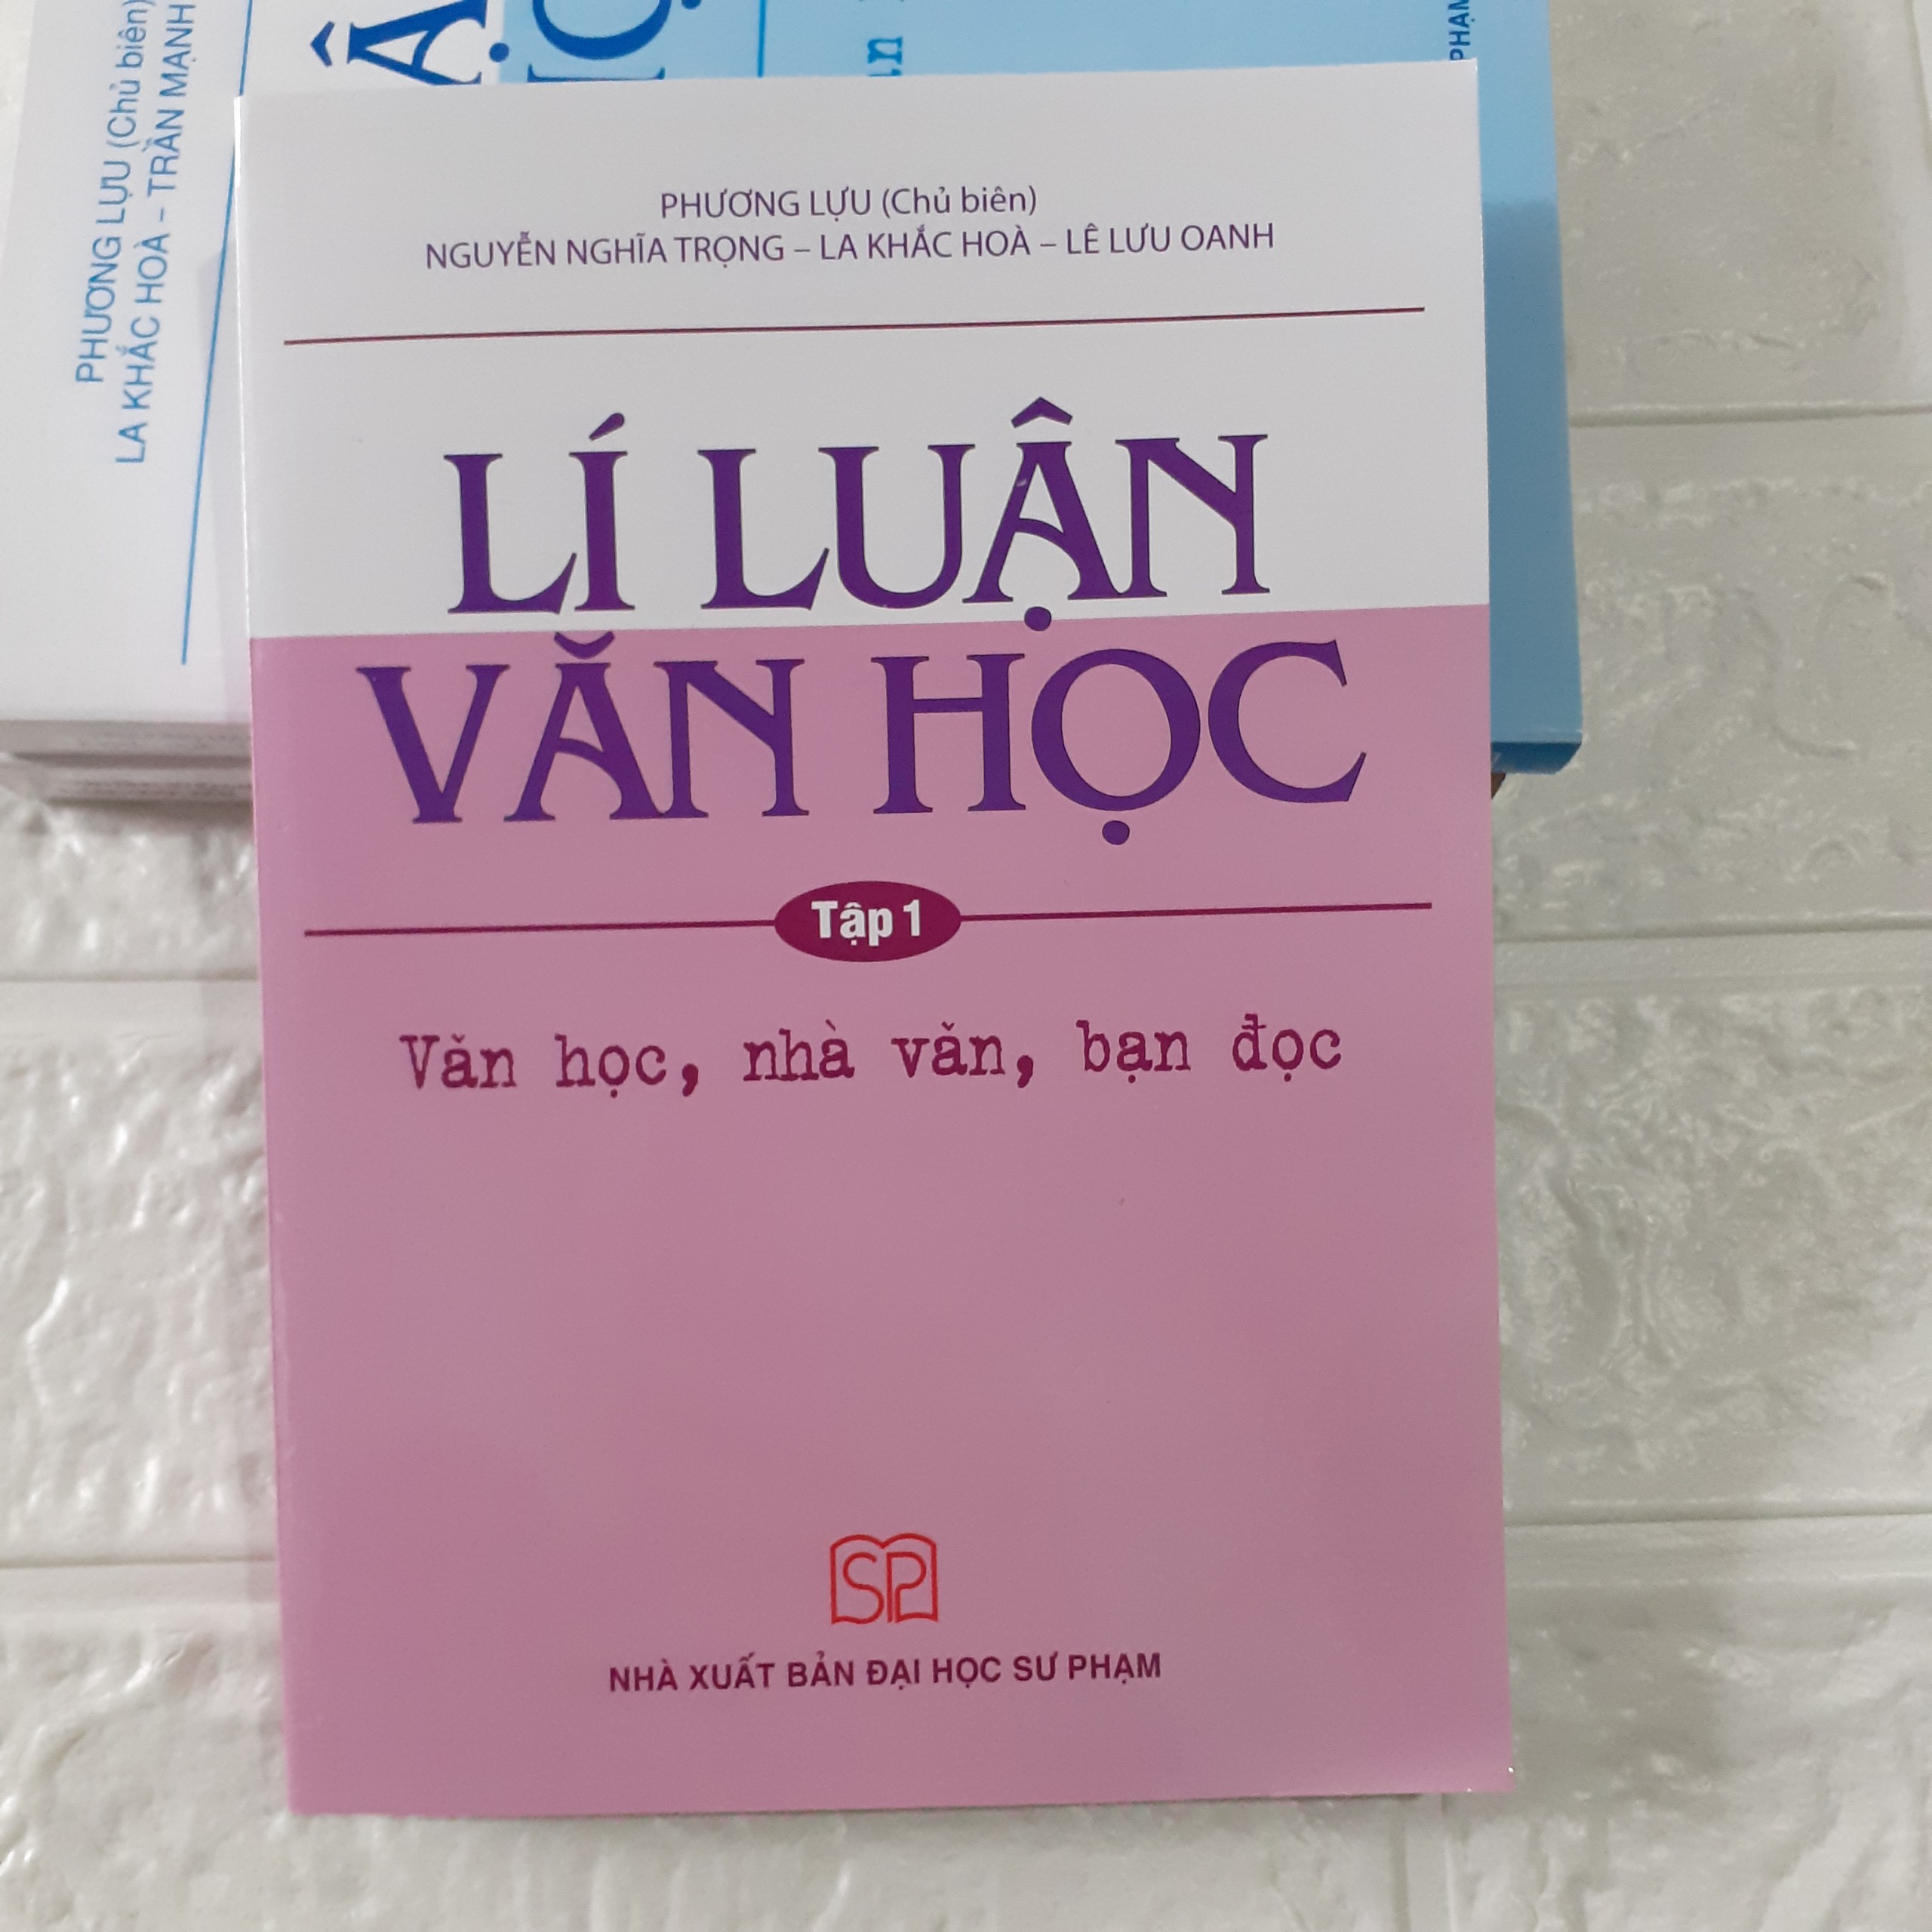 PHƯƠNG LỰU (Chủ biên)
LA KHẮC HOÀ – TRẦN MẠNH
PHƯƠNG LỰU (Chủ biên)
NGUYỄN NGHĨA TRỌNG – LA KHẮC HOÀ – LÊ LƯU OANH
LÍ LUẬN
VĂN HỌC
Tập 1
Văn học, nhà văn, bạn đọc
SP
NHÀ XUẤT BẢN ĐẠI HỌC SƯ PHẠM